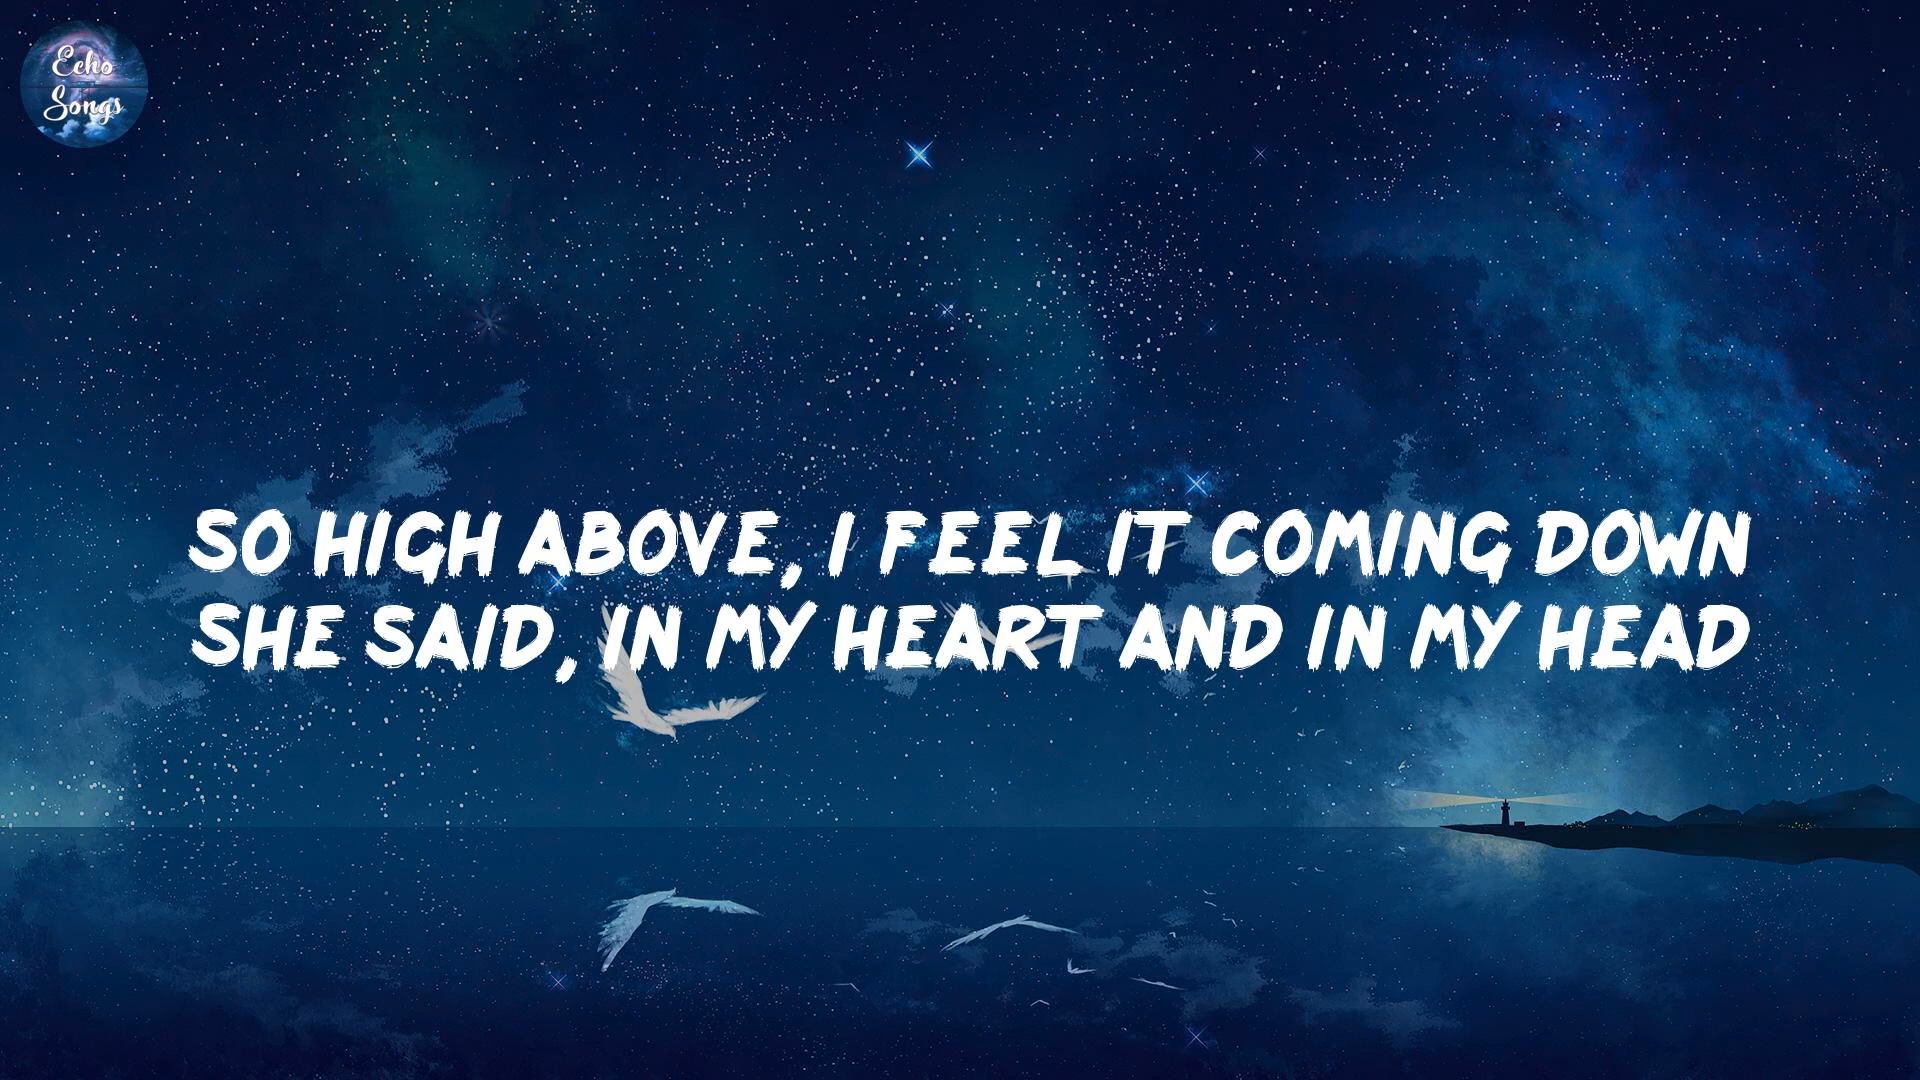 Echo
Songs
SO HIGH ABOVE, I FEEL IT COMING DOWN
SHE SAID, IN MY HEART AND IN MY HEAD